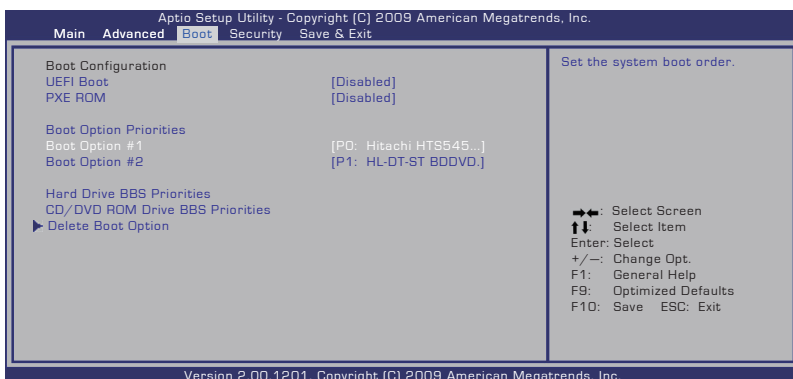 Aptio Setup Utility - Copyright (C) 2009 American Megatrends, Inc.
Main Advanced Boot Security Save & Exit
Boot Configuration
UEFI Boot [Disabled]
PXE ROM [Disabled]
Boot Option Priorities
Boot Option #1 [P0: Hitachi HTS545...]
Boot Option #2 [P1: HL-DT-ST BDDVD.]
Hard Drive BBS Priorities
CD/DVD ROM Drive BBS Priorities
Delete Boot Option
Set the system boot order.
→←: Select Screen
↑↓: Select Item
Enter: Select
+/—: Change Opt.
F1: General Help
F9: Optimized Defaults
F10: Save ESC: Exit
Version 2.00.1201. Copyright (C) 2009 American Megatrends, Inc.